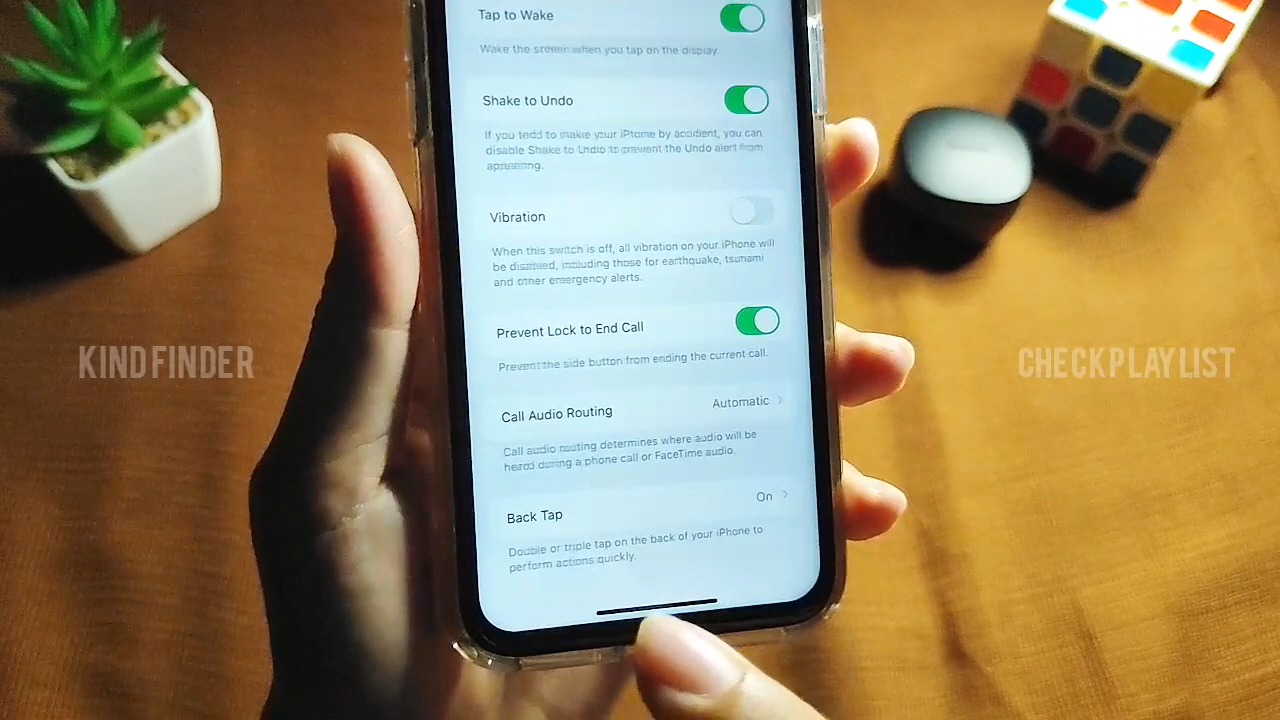 Tap to Wake
Wake the screen when you tap on the display
Shake to Undo
If you tend to shake your iPhone by accident, you can
disable Shake to Undo to prevent the Undo alert from
appearing.
Vibration
When this switch is off, all vibration on your iPhone will
be disabled, including those for earthquake, tsunami
and other emergency alerts.
KIND FINDER
CHECK PLAYLIST
Prevent Lock to End Call
Prevent the side button from ending the current call.
Call Audio Routing Automatic
Call audio routing determines where audio will be
heard during a phone call or FaceTime audio.
Back Tap On
Double or triple tap on the back of your iPhone to
perform actions quickly.